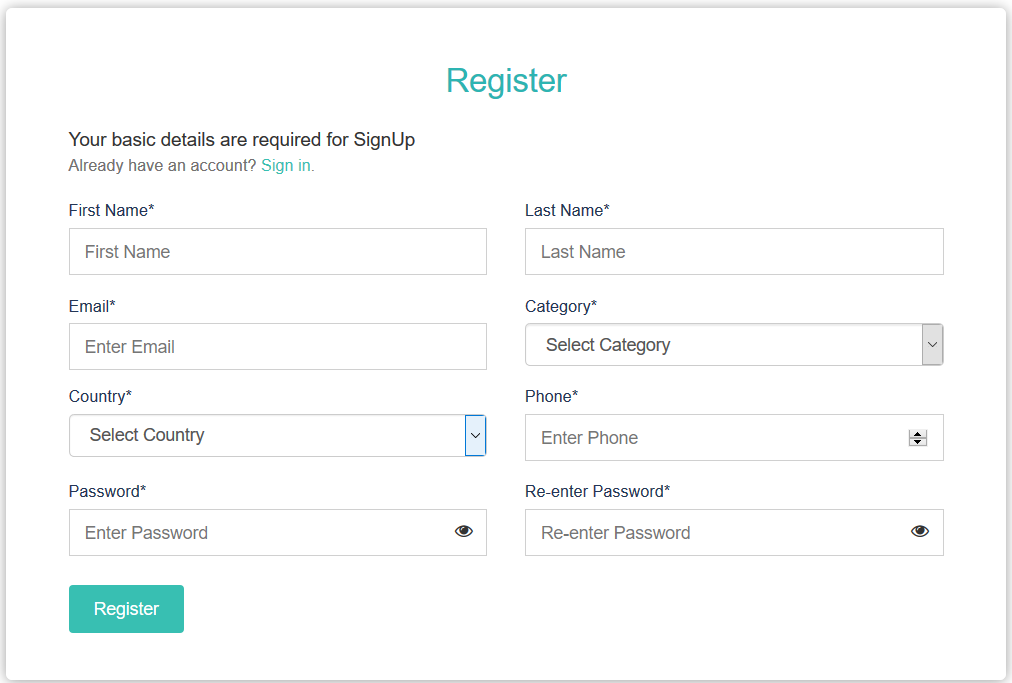 Register
Your basic details are required for SignUp
Already have an account? Sign in.
First Name*
Last Name*
First Name
Last Name
Email*
Category*
Enter Email
Select Category
Country*
Phone*
Select Country
Enter Phone
Password*
Re-enter Password*
Enter Password
Re-enter Password
Register